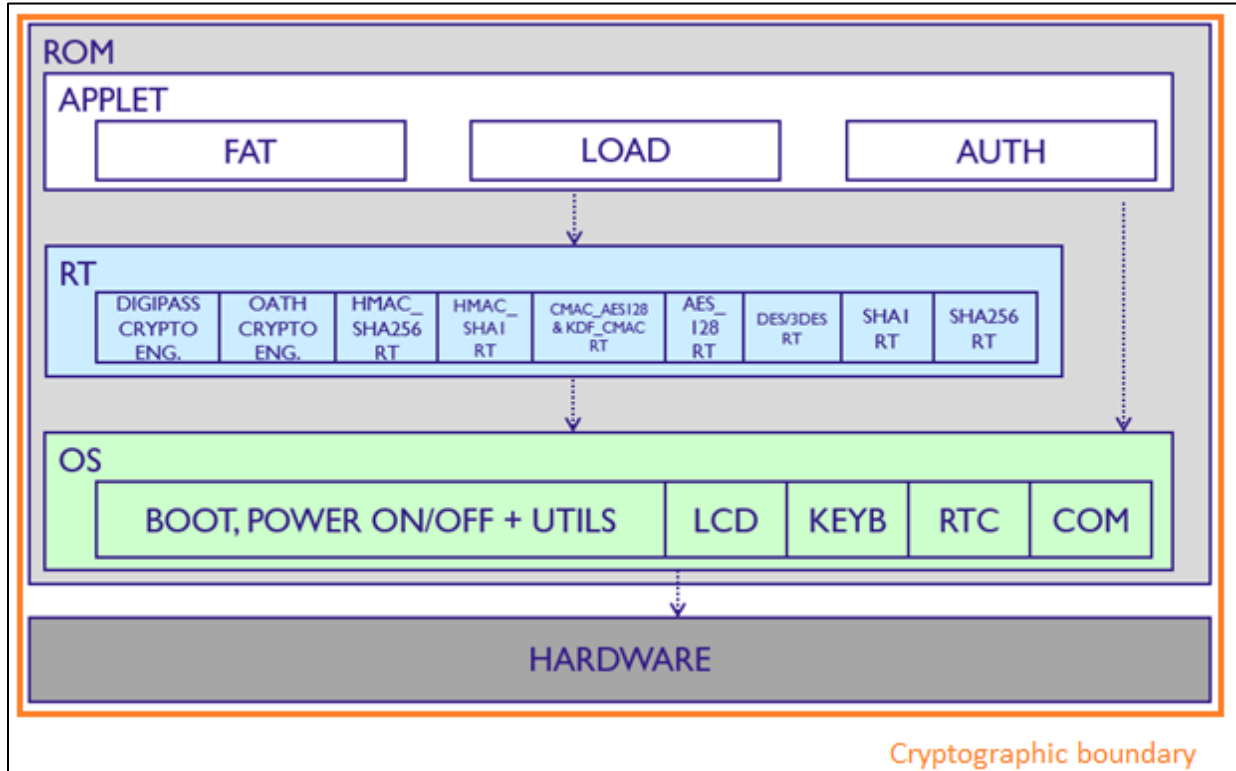 ROM
APPLET
FAT
LOAD
AUTH
RT
DIGIPASS
CRYPTO
ENG.
OATH
CRYPTO
ENG.
HMAC_
SHA256
RT
HMAC_
SHA1
RT
CMAC_AES128
& KDF_CMAC
RT
AES_
128
RT
DES/3DES
RT
SHA1
RT
SHA256
RT
OS
BOOT, POWER ON/OFF + UTILS
LCD
KEYB
RTC
COM
HARDWARE
Cryptographic boundary